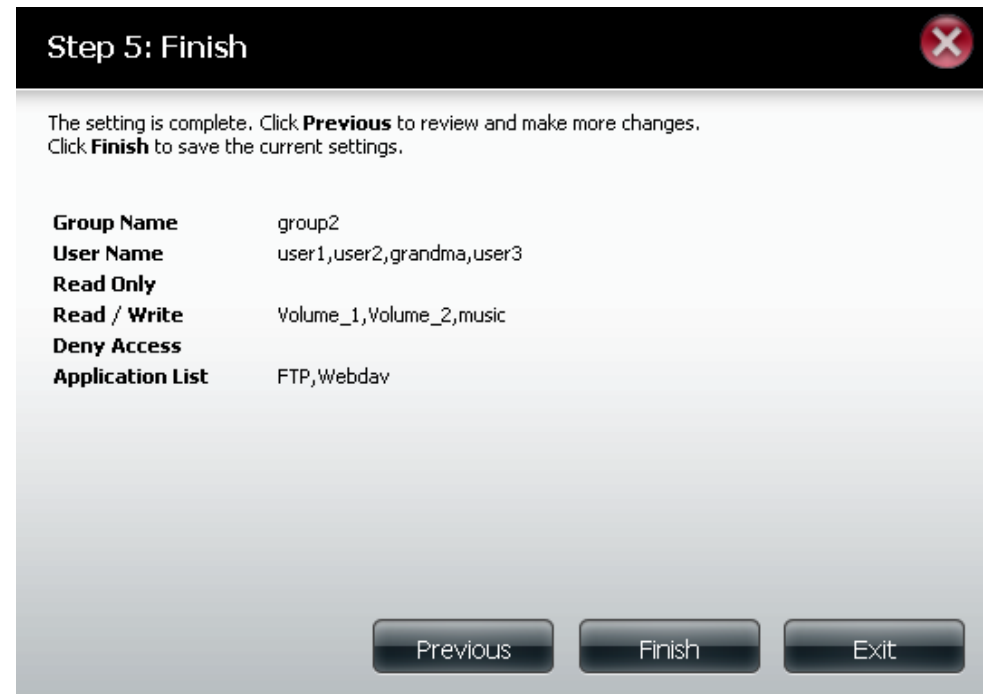 Step 5: Finish
The setting is complete. Click Previous to review and make more changes.
Click Finish to save the current settings.
Group Name group2
User Name user1,user2,grandma,user3
Read Only
Read / Write Volume_1,Volume_2,music
Deny Access
Application List FTP,Webdav
Previous Finish Exit